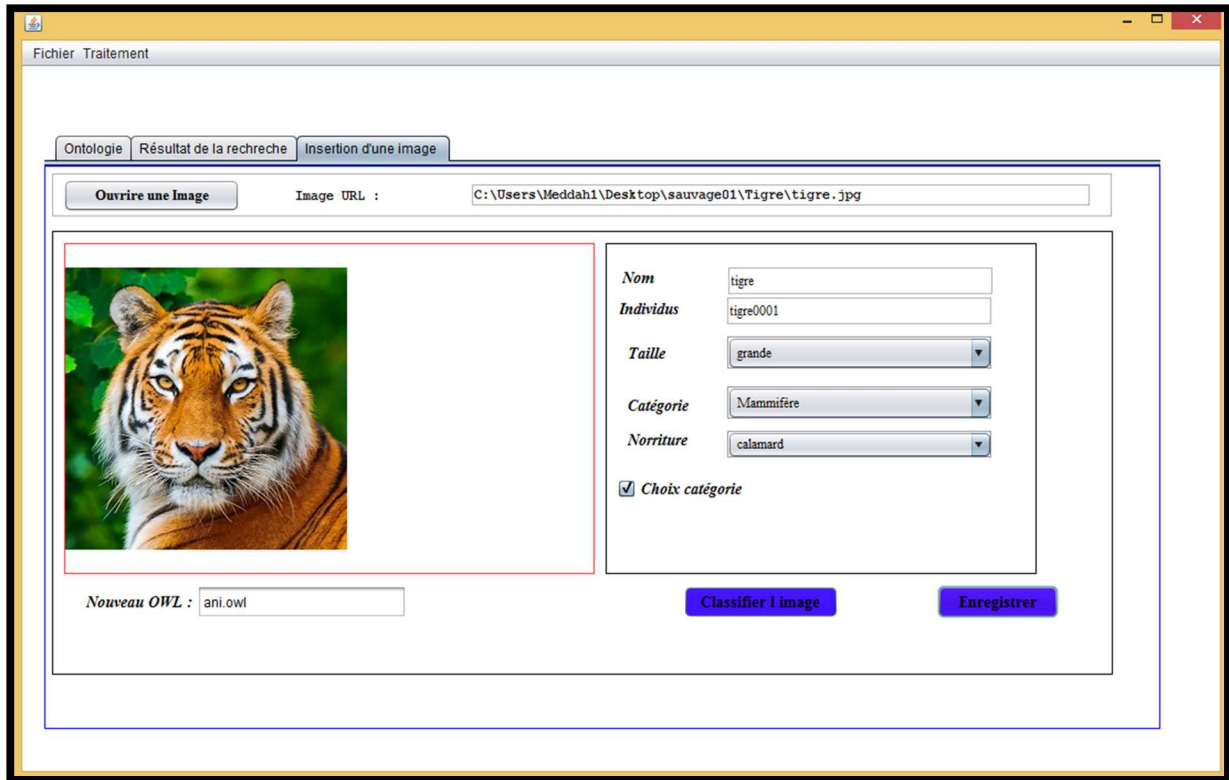 Fichier Traitement
Ontologie Résultat de la rechreche Insertion d'une image
Ouvrire une Image Image URL : C:\Users\Meddah1\Desktop\sauvage01\Tigre\tigre.jpg
Nom tigre
Individus tigre0001
Taille grande
Catégorie Mammifère
Norriture calamard
Choix catégorie
Nouveau OWL : ani.owl Classifier l image Enregistrer